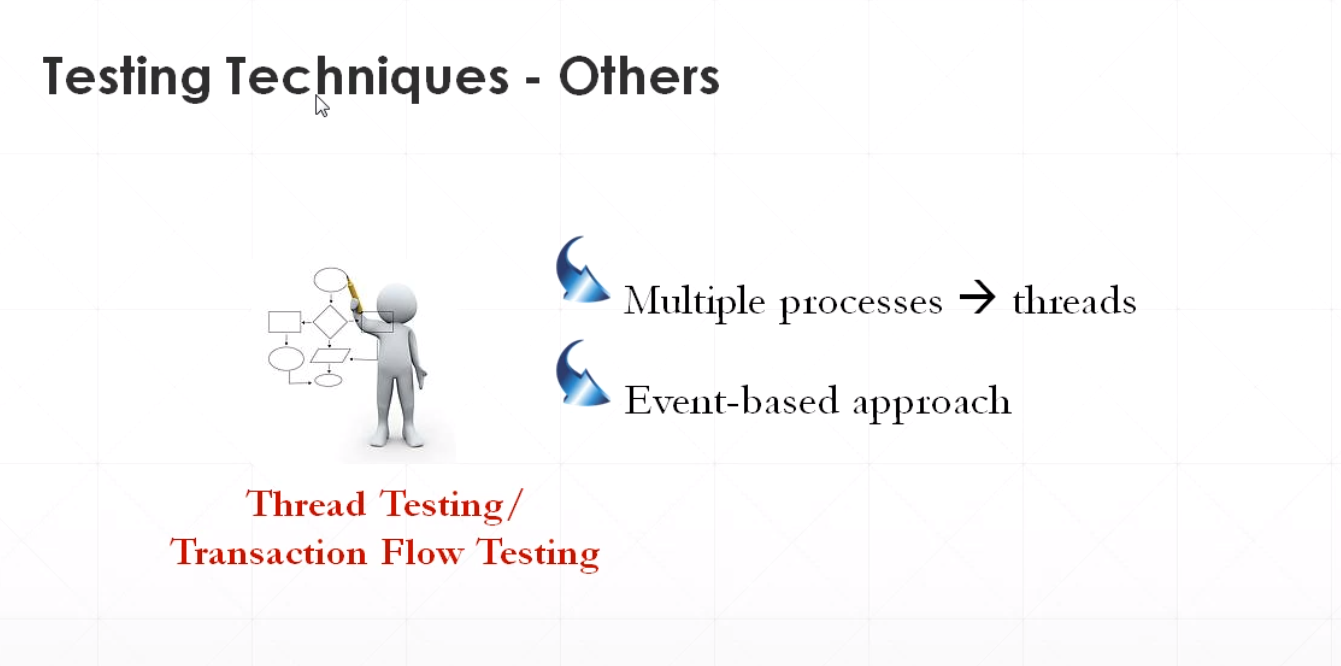 Testing Techniques - Others
Multiple processes → threads
Event-based approach
Thread Testing/
Transaction Flow Testing